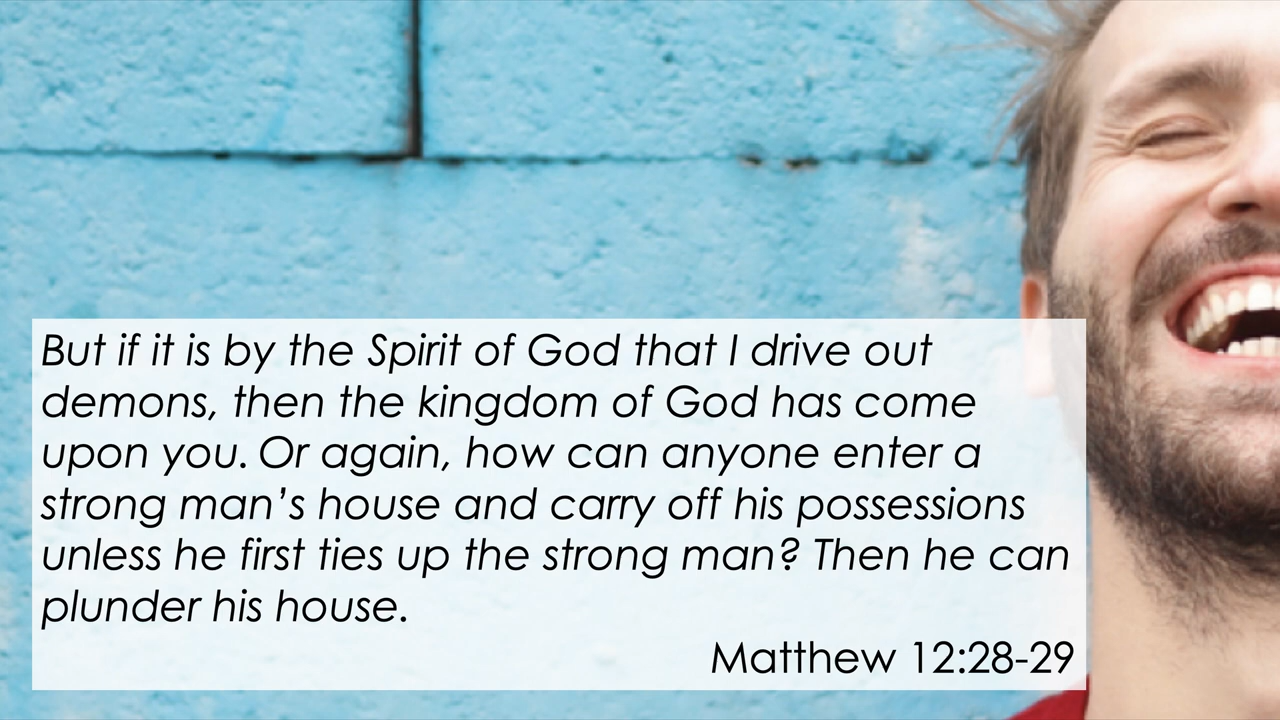 But if it is by the Spirit of God that I drive out
demons, then the kingdom of God has come
upon you. Or again, how can anyone enter a
strong man’s house and carry off his possessions
unless he first ties up the strong man? Then he can
plunder his house.
Matthew 12:28-29